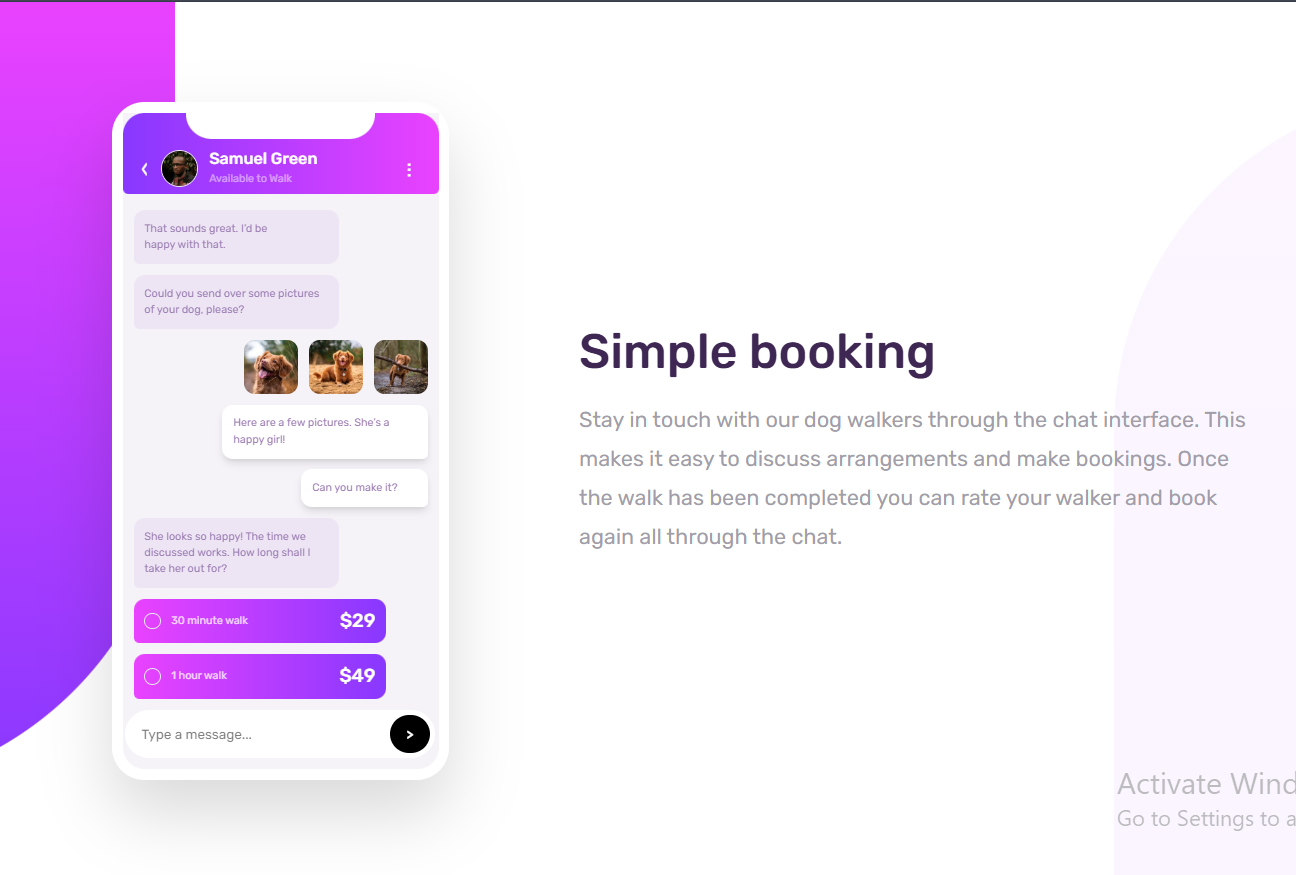 Samuel Green
Available to Walk
That sounds great. I'd be
happy with that.
Could you send over some pictures
of your dog, please?
Here are a few pictures. She's a
happy girl!
Can you make it?
She looks so happy! The time we
discussed works. How long shall I
take her out for?
30 minute walk $29
1 hour walk $49
Type a message...
>
Simple booking
Stay in touch with our dog walkers through the chat interface. This
makes it easy to discuss arrangements and make bookings. Once
the walk has been completed you can rate your walker and book
again all through the chat.
Activate Wind
Go to Settings to a